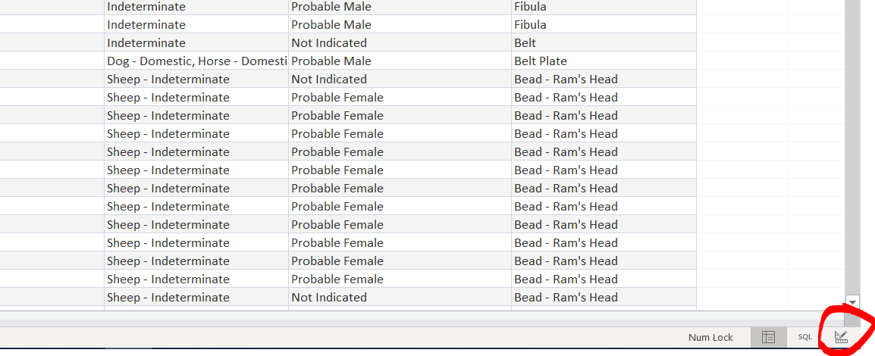 Indeterminate Probable Male Fibula
Indeterminate Probable Male Fibula
Indeterminate Not Indicated Belt
Dog - Domestic, Horse - Domesti Probable Male Belt Plate
Sheep - Indeterminate Not Indicated Bead - Ram's Head
Sheep - Indeterminate Probable Female Bead - Ram's Head
Sheep - Indeterminate Probable Female Bead - Ram's Head
Sheep - Indeterminate Probable Female Bead - Ram's Head
Sheep - Indeterminate Probable Female Bead - Ram's Head
Sheep - Indeterminate Probable Female Bead - Ram's Head
Sheep - Indeterminate Probable Female Bead - Ram's Head
Sheep - Indeterminate Probable Female Bead - Ram's Head
Sheep - Indeterminate Probable Female Bead - Ram's Head
Sheep - Indeterminate Probable Female Bead - Ram's Head
Sheep - Indeterminate Probable Female Bead - Ram's Head
Sheep - Indeterminate Probable Female Bead - Ram's Head
Sheep - Indeterminate Not Indicated Bead - Ram's Head
Num Lock SQL